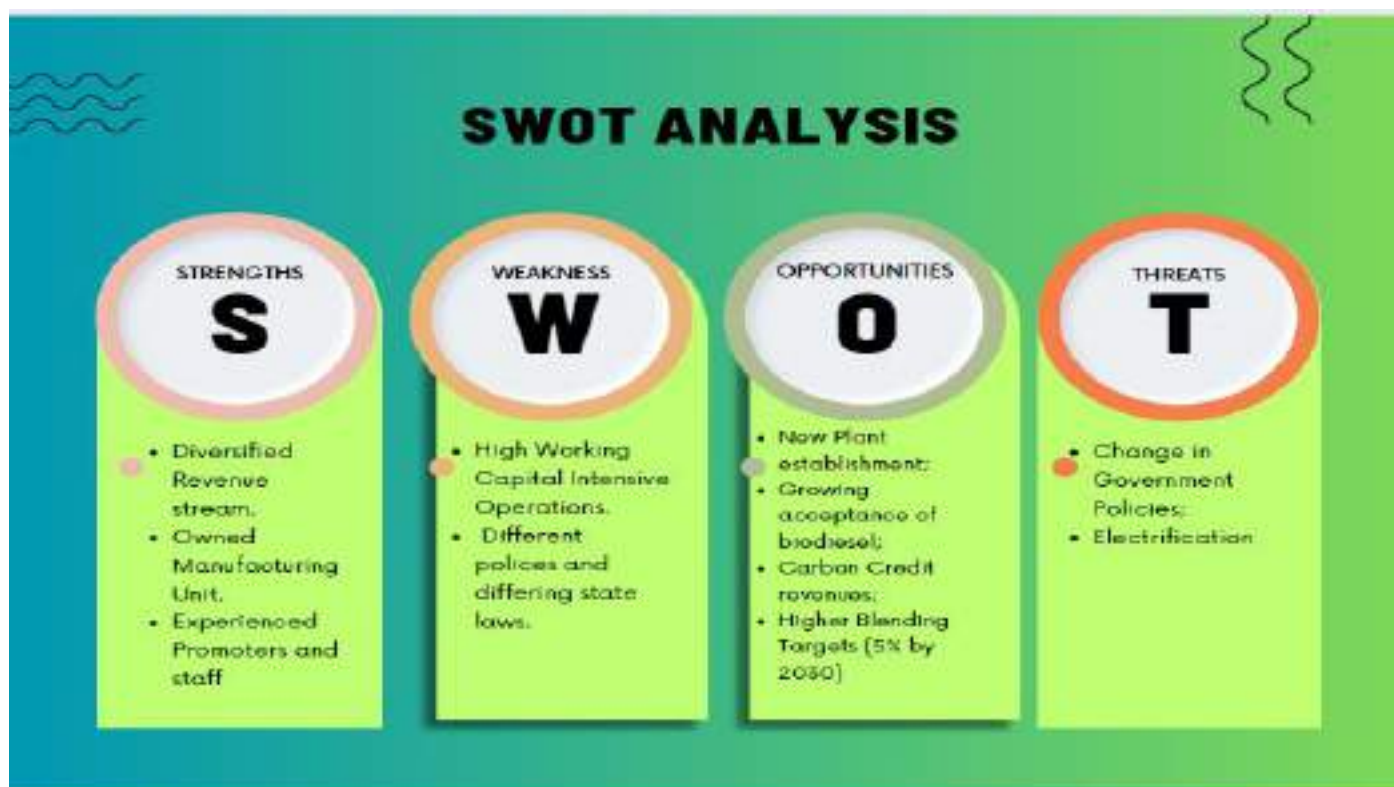 SWOT ANALYSIS
STRENGTHS
S
• Diversified
Revenue
stream.
• Owned
Manufacturing
Unit.
• Experienced
Promoters and
staff
WEAKNESS
W
• High Working
Capital Intensive
Operations.
• Different
polices and
differing state
laws.
OPPORTUNITIES
O
• New Plant
establishment;
• Growing
acceptance of
biodiesel;
• Carbon Credit
revenues;
• Higher Blending
Targets (5% by
2030)
THREATS
T
• Change in
Government
Policies;
• Electrification